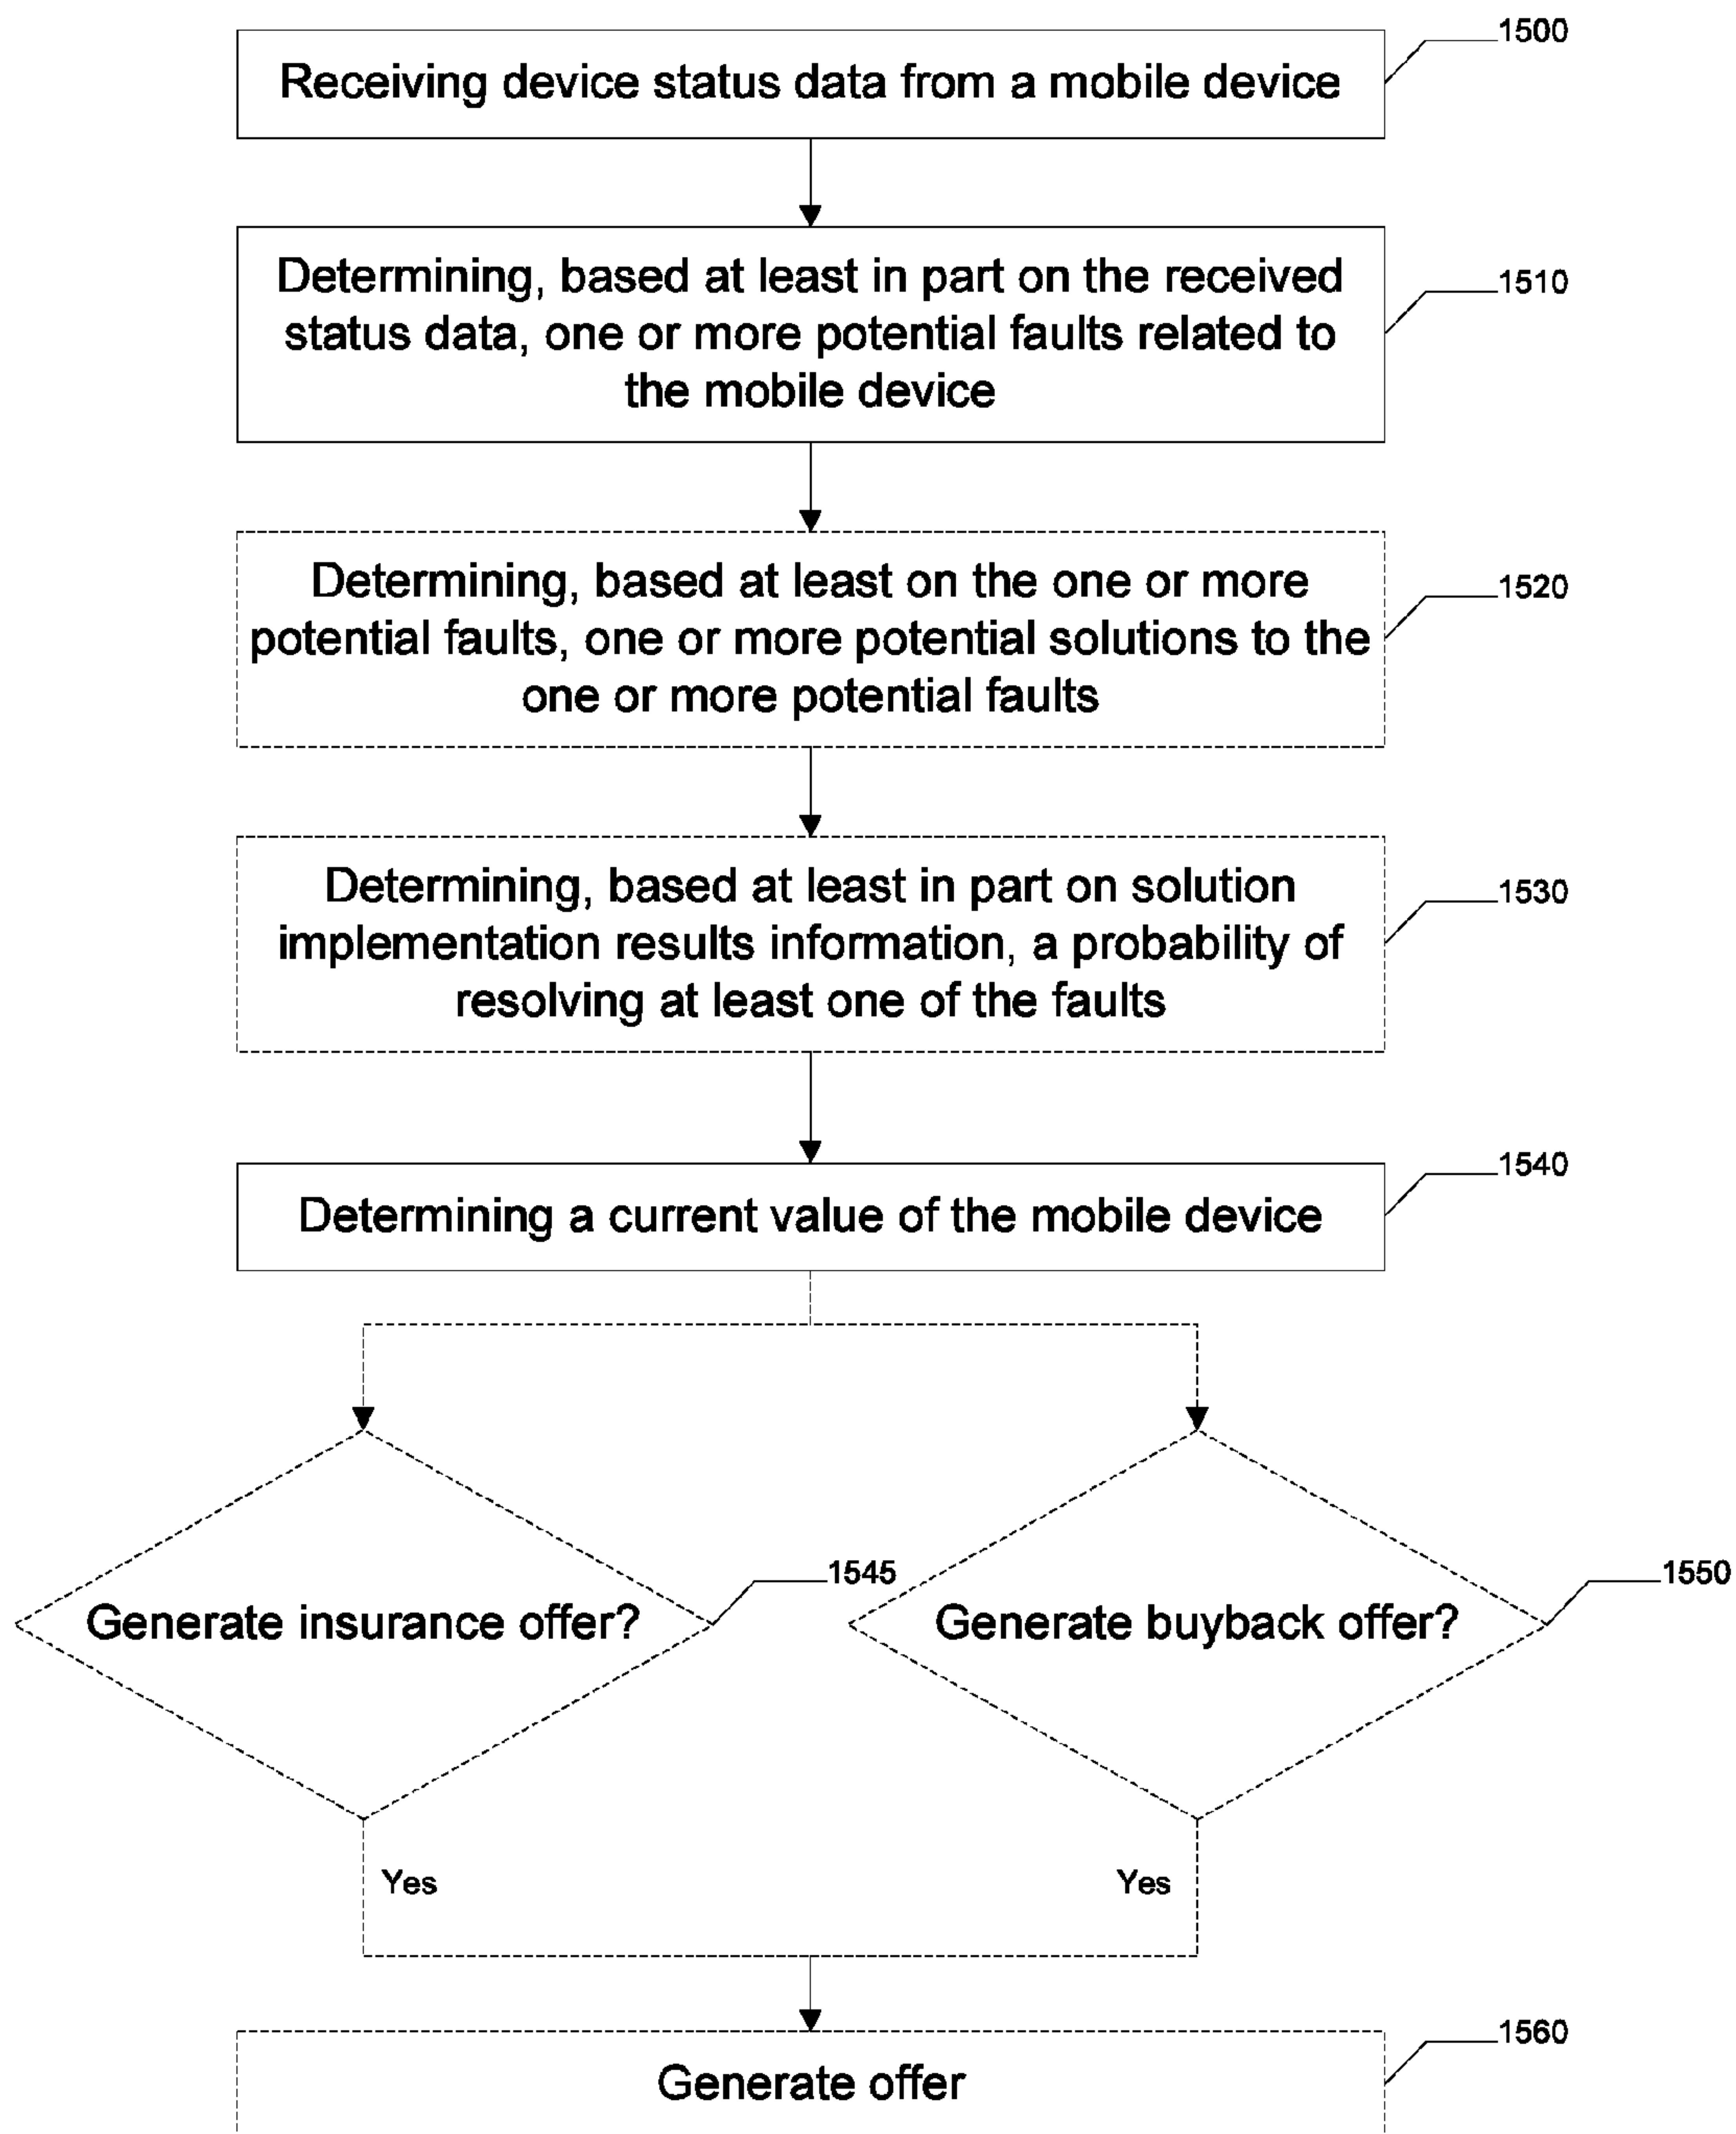 1500
Receiving device status data from a mobile device
1510
Determining, based at least in part on the received
status data, one or more potential faults related to
the mobile device
1520
Determining, based at least on the one or more
potential faults, one or more potential solutions to the
one or more potential faults
1530
Determining, based at least in part on solution
implementation results information, a probability of
resolving at least one of the faults
1540
Determining a current value of the mobile device
1545
Generate insurance offer?
1550
Generate buyback offer?
Yes
Yes
1560
Generate offer